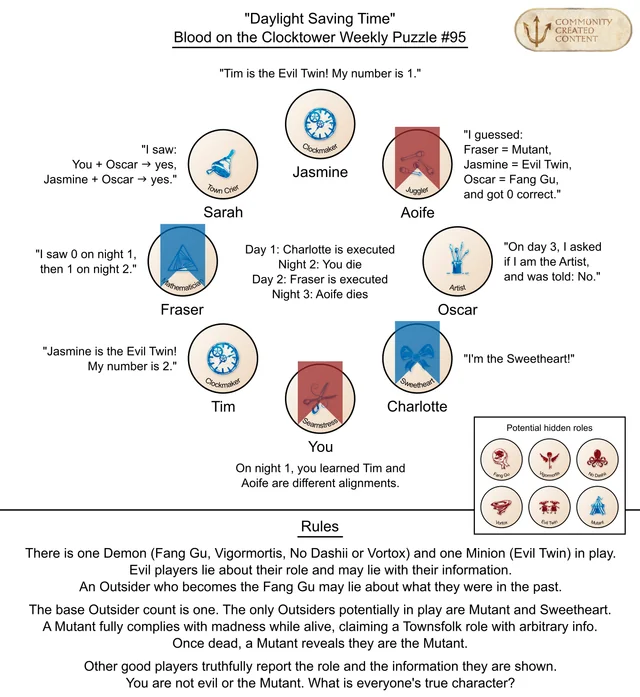 "Daylight Saving Time"
Blood on the Clocktower Weekly Puzzle #95
COMMUNITY
CREATED
CONTENT
"Tim is the Evil Twin! My number is 1."
Clockmaker
Jasmine
"I saw:
You + Oscar → yes,
Jasmine + Oscar → yes."
Town Crier
Sarah
Juggler
Aoife
"I guessed:
Fraser = Mutant,
Jasmine = Evil Twin,
Oscar = Fang Gu,
and got 0 correct."
"I saw 0 on night 1,
then 1 on night 2."
Mathematician
Fraser
Day 1: Charlotte is executed
Night 2: You die
Day 2: Fraser is executed
Night 3: Aoife dies
Artist
Oscar
"On day 3, I asked
if I am the Artist,
and was told: No."
"Jasmine is the Evil Twin!
My number is 2."
Clockmaker
Tim
Seamstress
You
Sweetheart
Charlotte
"I'm the Sweetheart!"
On night 1, you learned Tim and
Aoife are different alignments.
Potential hidden roles
Fang Gu
Vigormortis
No Dashii
Vortox
Evil Twin
Mutant
Rules
There is one Demon (Fang Gu, Vigormortis, No Dashii or Vortox) and one Minion (Evil Twin) in play.
Evil players lie about their role and may lie with their information.
An Outsider who becomes the Fang Gu may lie about what they were in the past.
The base Outsider count is one. The only Outsiders potentially in play are Mutant and Sweetheart.
A Mutant fully complies with madness while alive, claiming a Townsfolk role with arbitrary info.
Once dead, a Mutant reveals they are the Mutant.
Other good players truthfully report the role and the information they are shown.
You are not evil or the Mutant. What is everyone's true character?